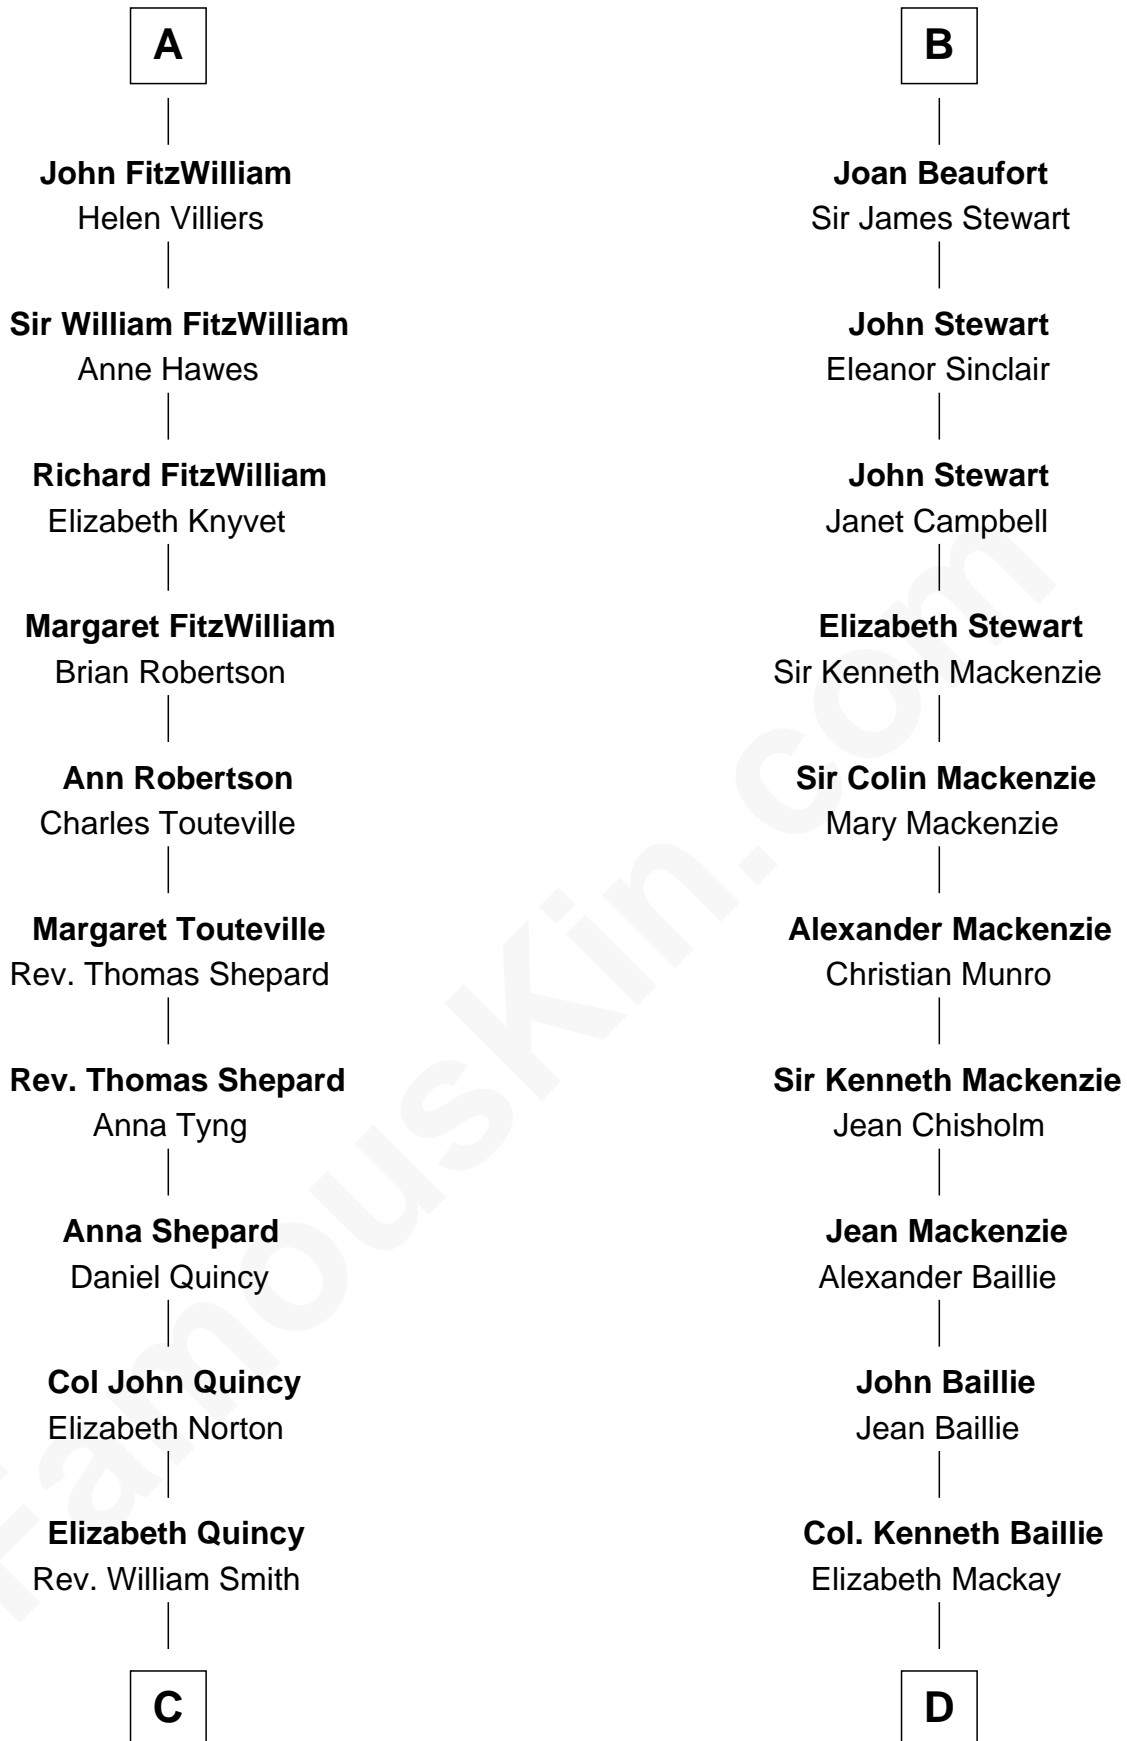 A
John FitzWilliam
Helen Villiers
Sir William FitzWilliam
Anne Hawes
Richard FitzWilliam
Elizabeth Knyvet
Margaret FitzWilliam
Brian Robertson
Ann Robertson
Charles Touteville
Margaret Touteville
Rev. Thomas Shepard
Rev. Thomas Shepard
Anna Tyng
Anna Shepard
Daniel Quincy
Col John Quincy
Elizabeth Norton
Elizabeth Quincy
Rev. William Smith
C
B
Joan Beaufort
Sir James Stewart
John Stewart
Eleanor Sinclair
John Stewart
Janet Campbell
Elizabeth Stewart
Sir Kenneth Mackenzie
Sir Colin Mackenzie
Mary Mackenzie
Alexander Mackenzie
Christian Munro
Sir Kenneth Mackenzie
Jean Chisholm
Jean Mackenzie
Alexander Baillie
John Baillie
Jean Baillie
Col. Kenneth Baillie
Elizabeth Mackay
D
FamousKin.com